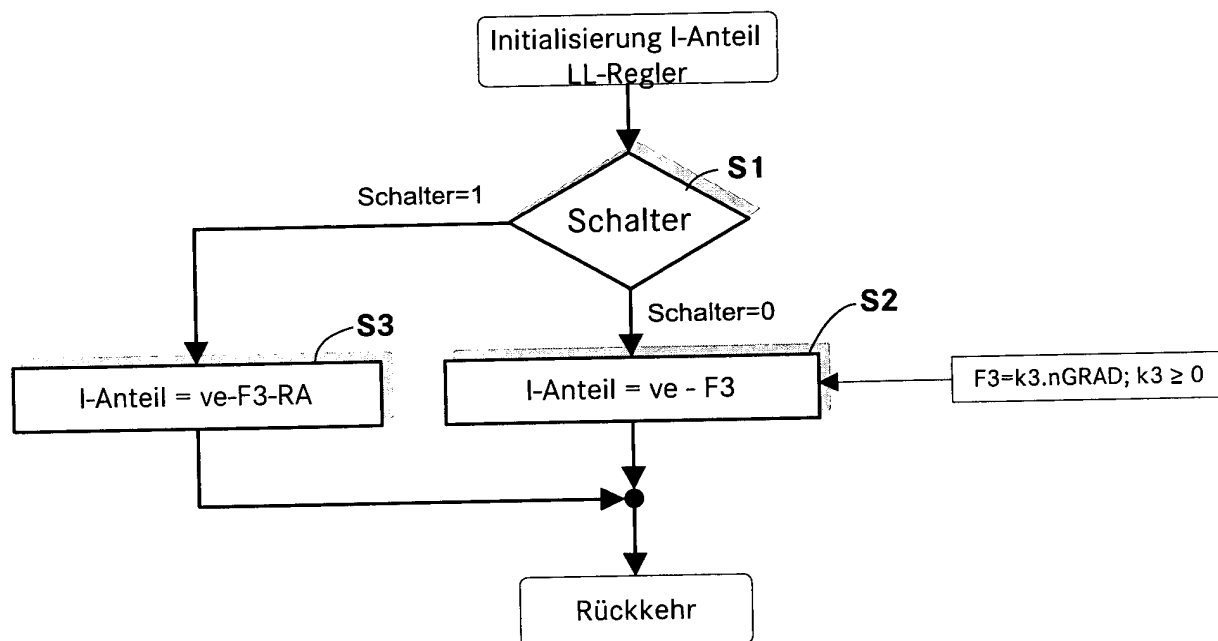 Initialisierung I-Anteil
LL-Regler
S1
Schalter=1
Schalter
Schalter=0
S2
S3
I-Anteil = ve-F3-RA
I-Anteil = ve - F3
F3=k3.nGRAD; k3 ≥ 0
Rückkehr